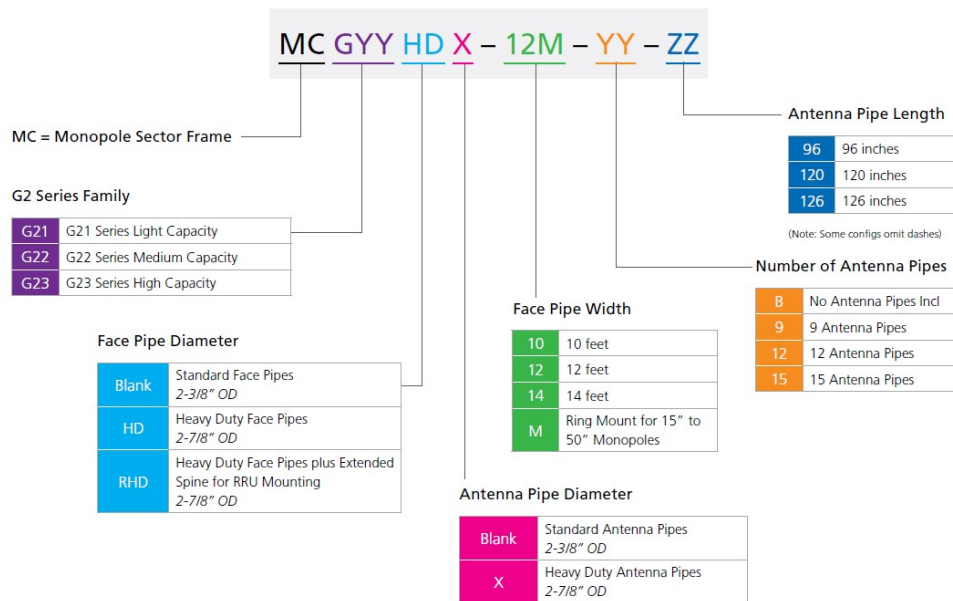 MC GYY HD X – 12M – YY – ZZ
MC = Monopole Sector Frame
G2 Series Family
G21 G21 Series Light Capacity
G22 G22 Series Medium Capacity
G23 G23 Series High Capacity
Face Pipe Diameter
Blank Standard Face Pipes
2-3/8” OD
HD Heavy Duty Face Pipes
2-7/8” OD
RHD Heavy Duty Face Pipes plus Extended
Spine for RRU Mounting
2-7/8” OD
Antenna Pipe Diameter
Blank Standard Antenna Pipes
2-3/8” OD
X Heavy Duty Antenna Pipes
2-7/8” OD
Face Pipe Width
10 10 feet
12 12 feet
14 14 feet
M Ring Mount for 15” to
50” Monopoles
Number of Antenna Pipes
B No Antenna Pipes Incl
9 9 Antenna Pipes
12 12 Antenna Pipes
15 15 Antenna Pipes
Antenna Pipe Length
96 96 inches
120 120 inches
126 126 inches
(Note: Some configs omit dashes)